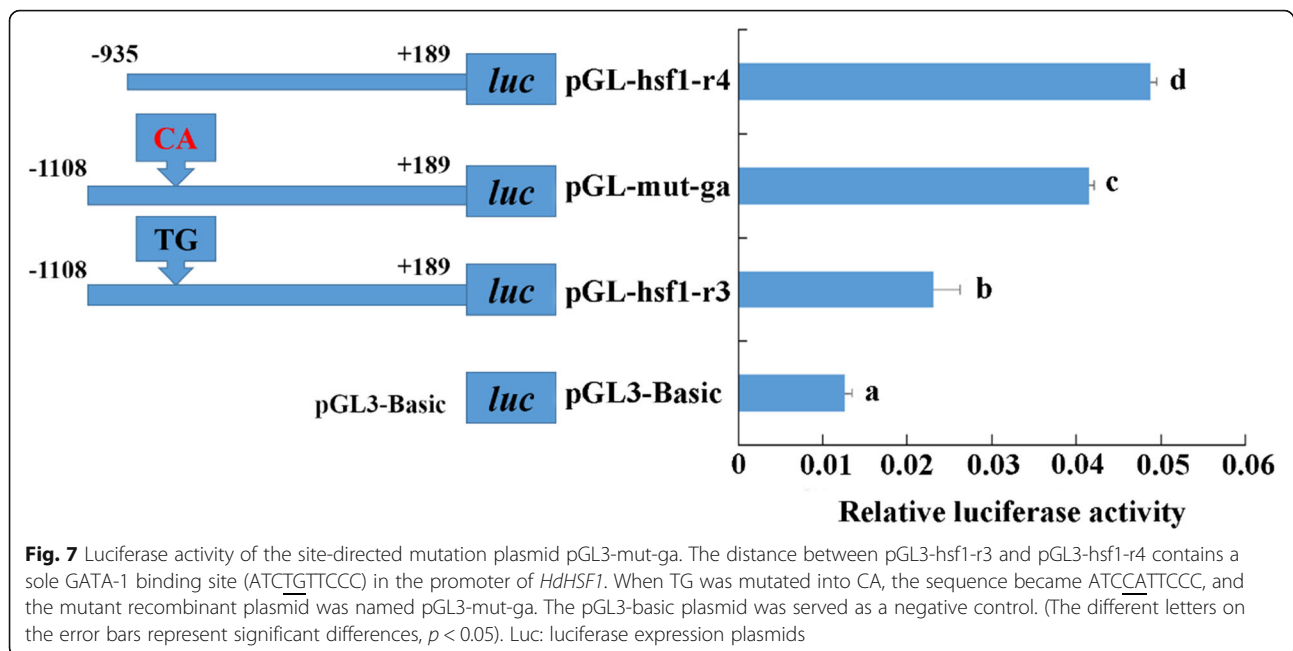 -935 +189 luc pGL-hsf1-r4 d
CA
-1108 +189 luc pGL-mut-ga c
TG
-1108 +189 luc pGL-hsf1-r3 b
pGL3-Basic luc pGL3-Basic a
0 0.01 0.02 0.03 0.04 0.05 0.06
Relative luciferase activity
Fig. 7 Luciferase activity of the site-directed mutation plasmid pGL3-mut-ga. The distance between pGL3-hsf1-r3 and pGL3-hsf1-r4 contains a
sole GATA-1 binding site (ATCTGTTCCC) in the promoter of HdHSF1. When TG was mutated into CA, the sequence became ATCCATTCCC, and
the mutant recombinant plasmid was named pGL3-mut-ga. The pGL3-basic plasmid was served as a negative control. (The different letters on
the error bars represent significant differences, p < 0.05). Luc: luciferase expression plasmids